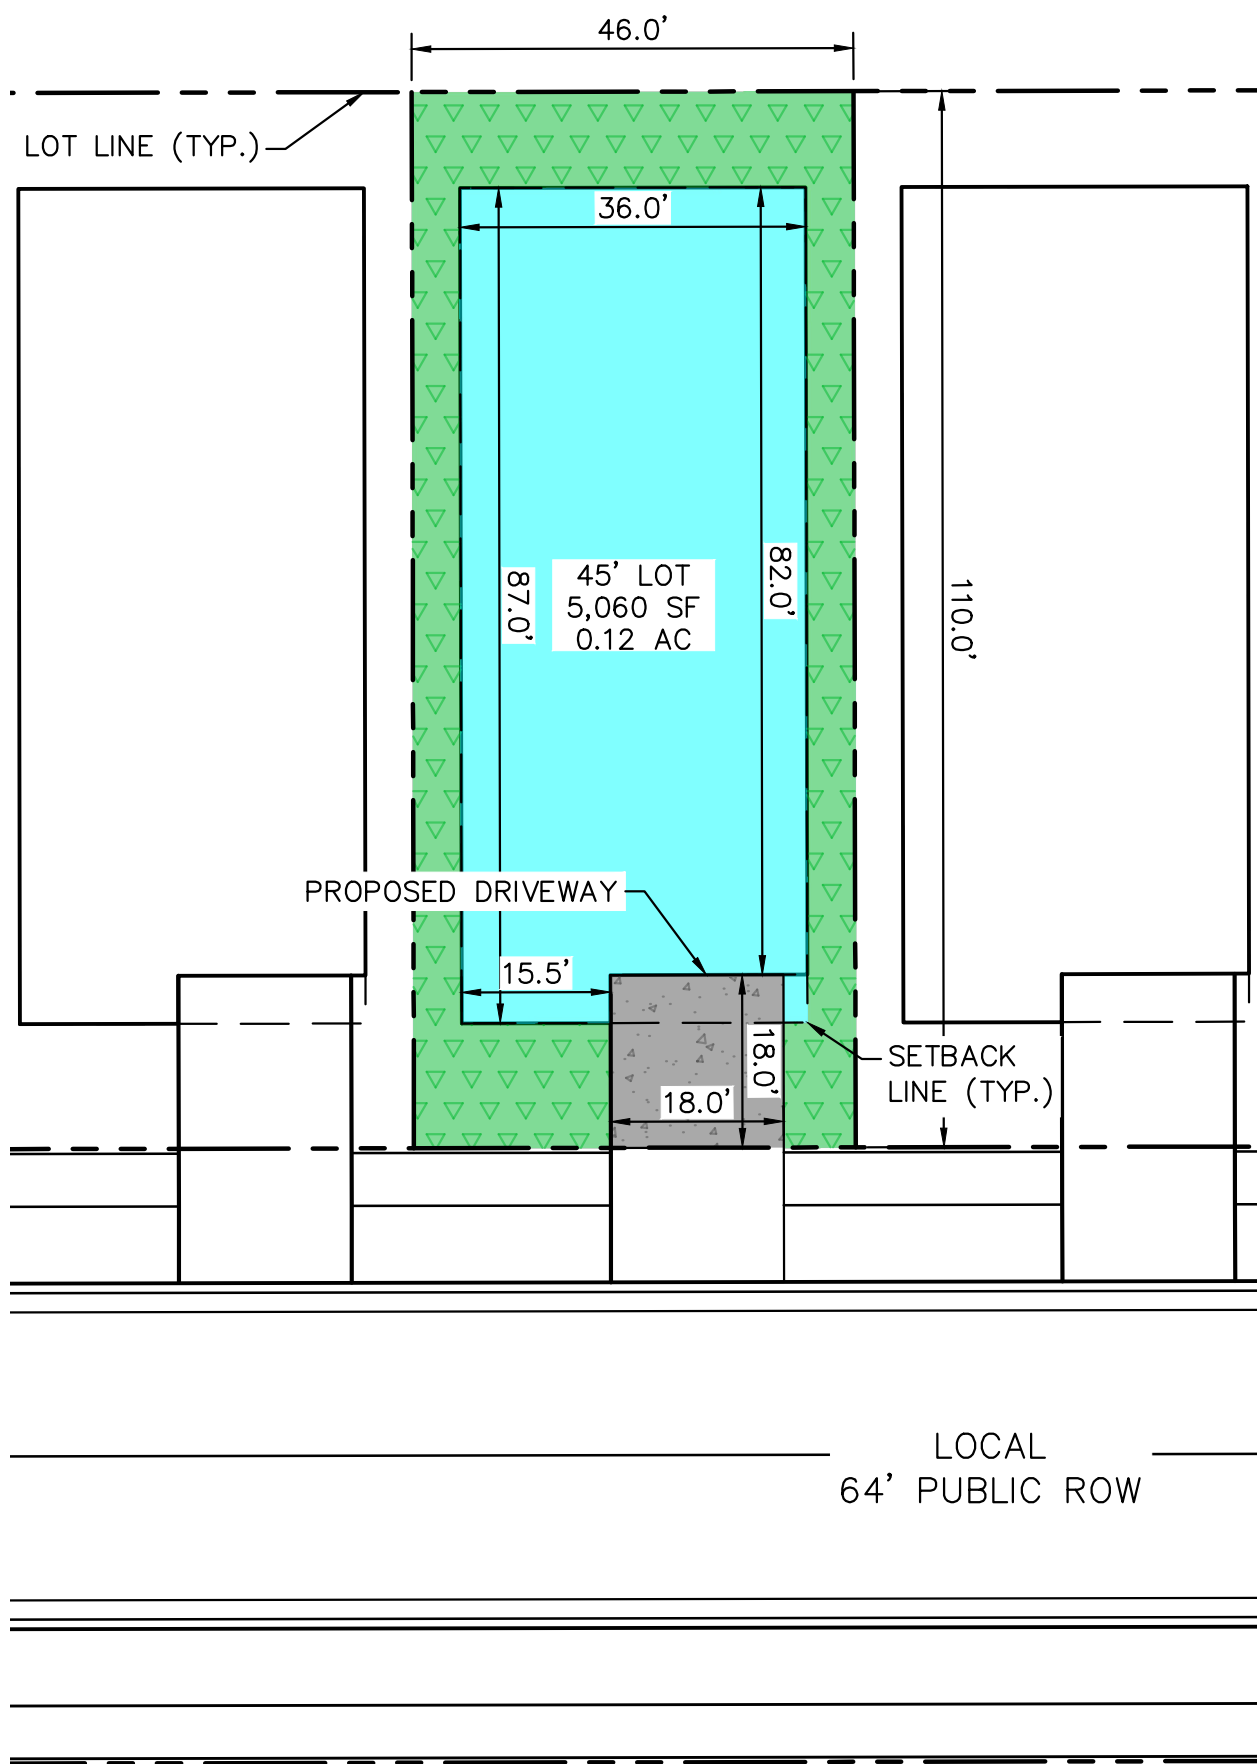 46.0'
LOT LINE (TYP.)
36.0'
87.0'
45' LOT
5,060 SF
0.12 AC
82.0'
110.0'
PROPOSED DRIVEWAY
15.5'
18.0'
18.0'
SETBACK
LINE (TYP.)
LOCAL
64' PUBLIC ROW